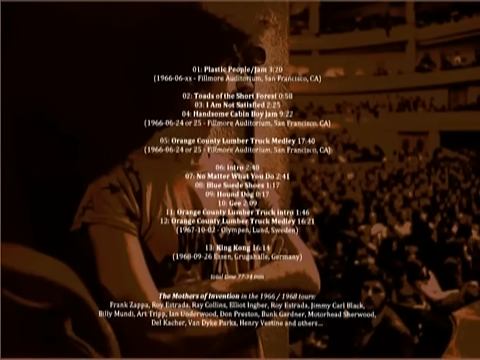 01: Plastic People/Jam 3:20
(1966-06-xx - Fillmore Auditorium, San Francisco, CA)
02: Toads of the Short Forest 0:58
03: I Am Not Satisfied 2:25
04: Handsome Cabin Boy Jam 9:22
(1966-06-24 or 25 - Fillmore Auditorium, San Francisco, CA)
05: Orange County Lumber Truck Medley 17:40
(1966-06-24 or 25 - Fillmore Auditorium, San Francisco, CA)
06: Intro 2:40
07: No Matter What You Do 2:41
08: Blue Suede Shoes 1:17
09: Hound Dog 0:17
10: Gee 2:09
11: Orange County Lumber Truck intro 1:46
12: Orange County Lumber Truck Medley 16:21
(1967-10-02 - Olympen, Lund, Sweden)
13: King Kong 16:14
(1968-09-26 Essen, Grugahalle, Germany)
total time 77:34 min
The Mothers of Invention in the 1966 / 1968 tours:
Frank Zappa, Roy Estrada, Ray Collins, Elliot Ingber, Roy Estrada, Jimmy Carl Black,
Billy Mundi, Art Tripp, Ian Underwood, Don Preston, Bunk Gardner, Motorhead Sherwood,
Del Kacher, Van Dyke Parks, Henry Vestine and others...